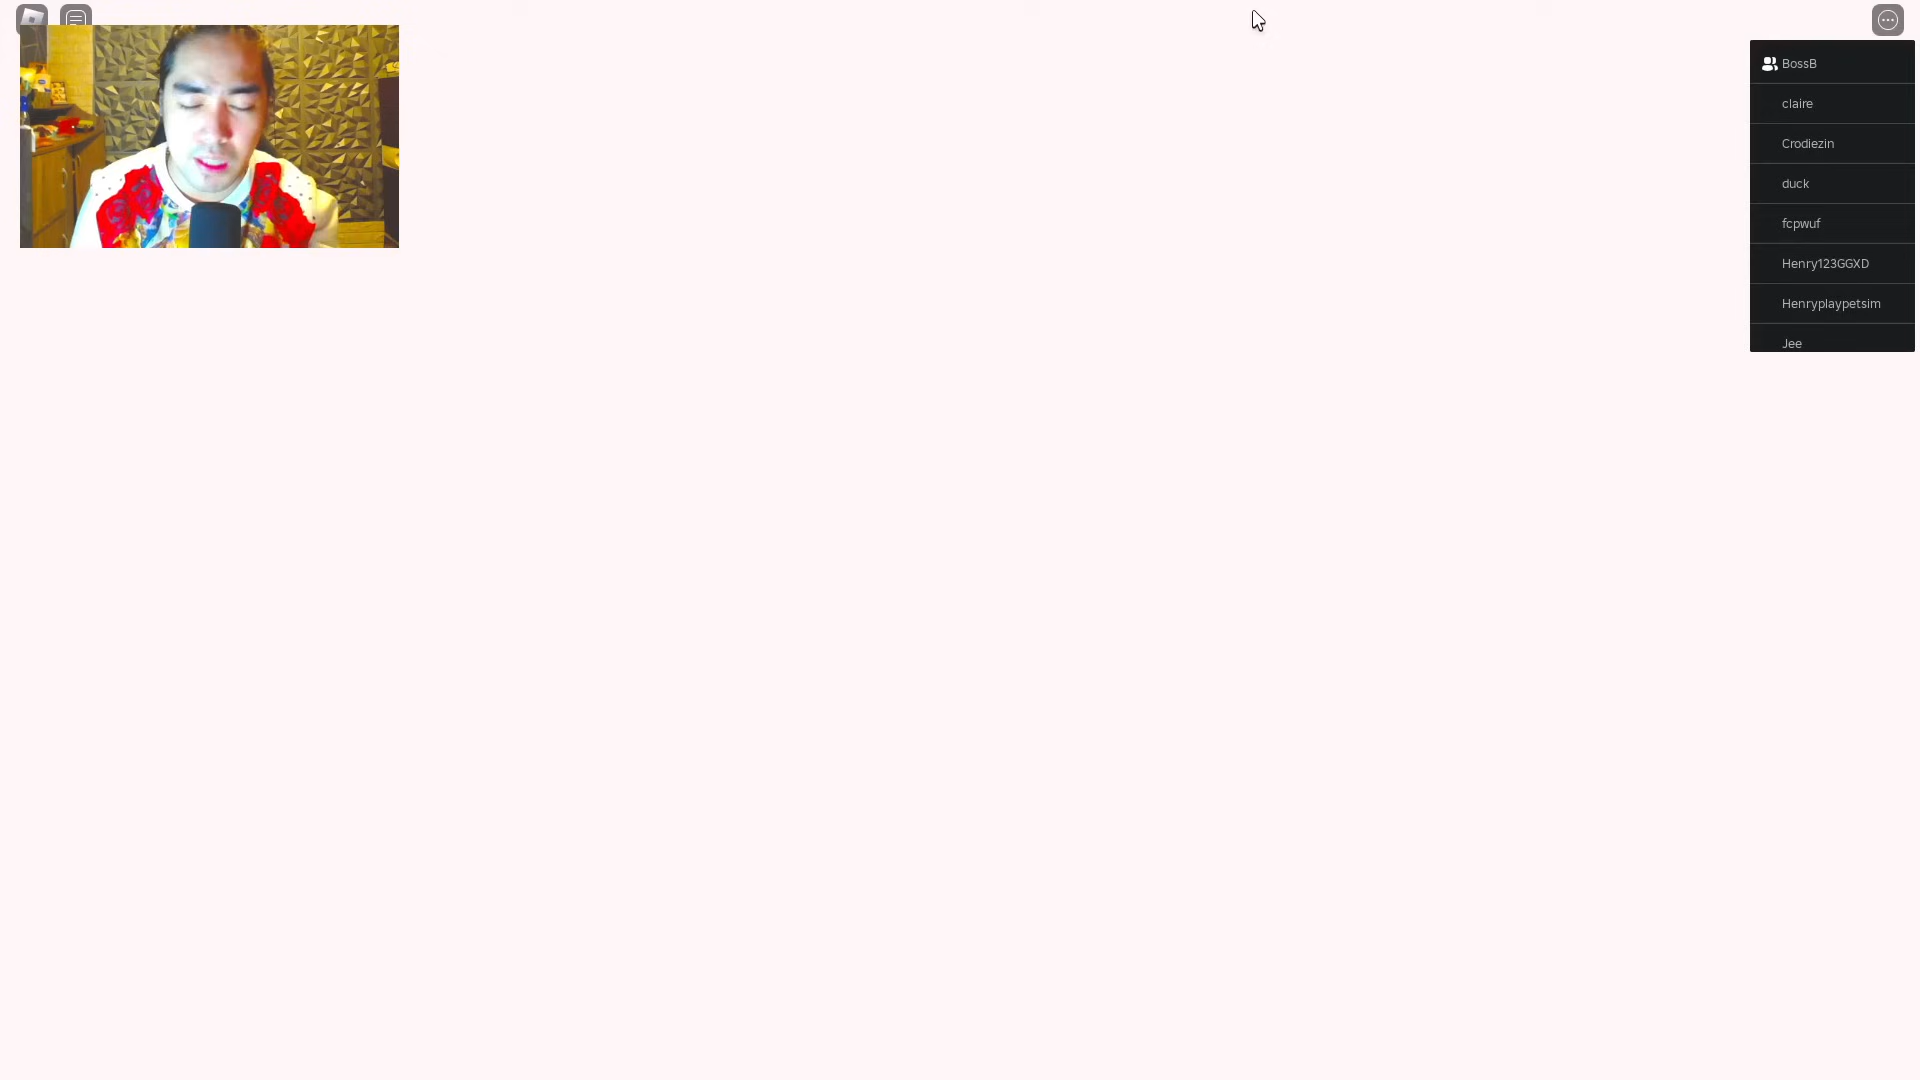 BossB
claire
Crodiezin
duck
fcpwuf
Henry123GGXD
Henryplaypetsim
Jee